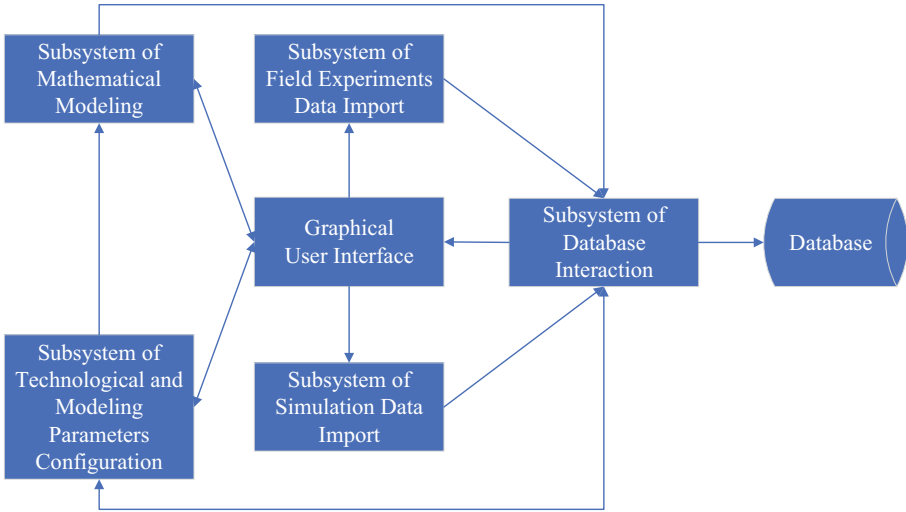 Subsystem of
Mathematical
Modeling
Subsystem of
Field Experiments
Data Import
Graphical
User Interface
Subsystem of
Database
Interaction
Database
Subsystem of
Technological and
Modeling
Parameters
Configuration
Subsystem of
Simulation Data
Import